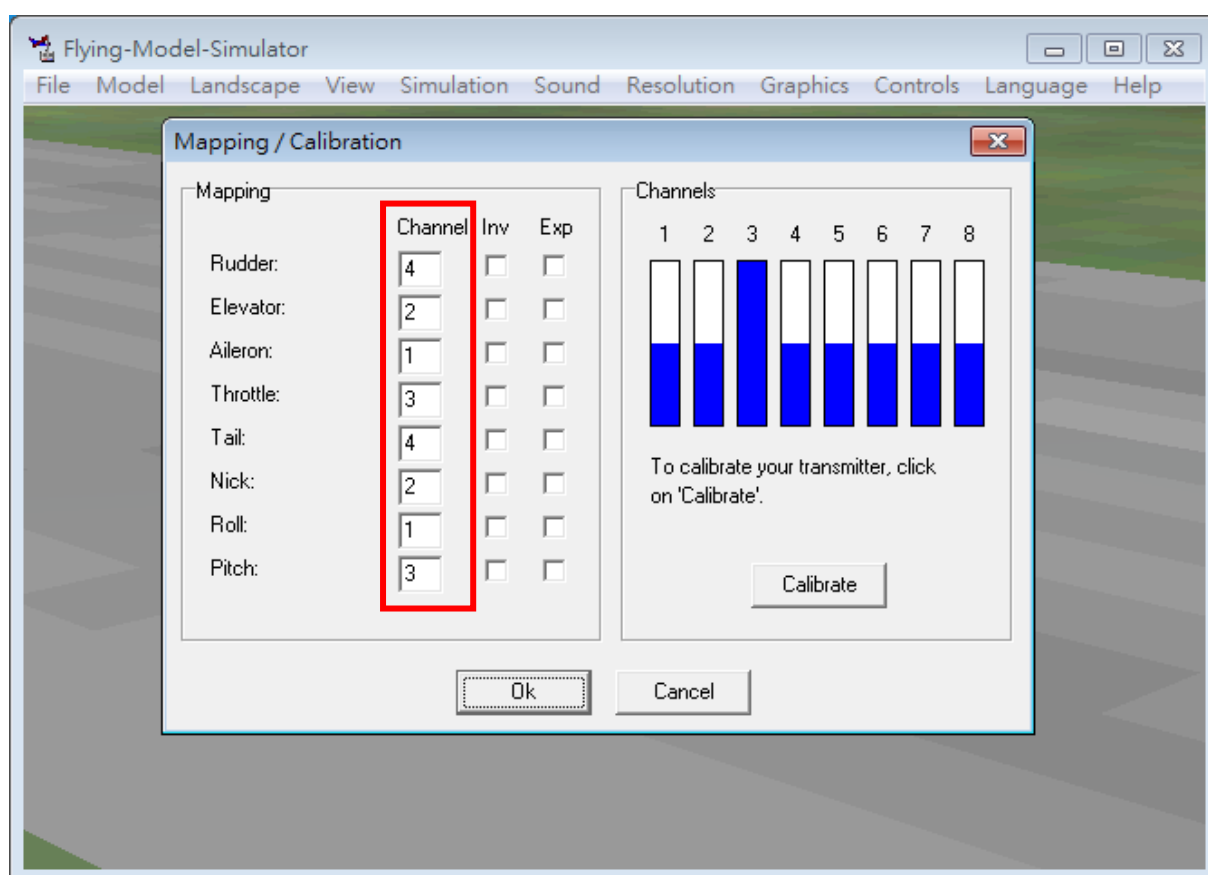 Flying-Model-Simulator
File Model Landscape View Simulation Sound Resolution Graphics Controls Language Help
Mapping / Calibration
Mapping
Channel Inv Exp
Rudder: 4
Elevator: 2
Aileron: 1
Throttle: 3
Tail: 4
Nick: 2
Roll: 1
Pitch: 3
Channels
1 2 3 4 5 6 7 8
To calibrate your transmitter, click
on 'Calibrate'.
Calibrate
Ok Cancel